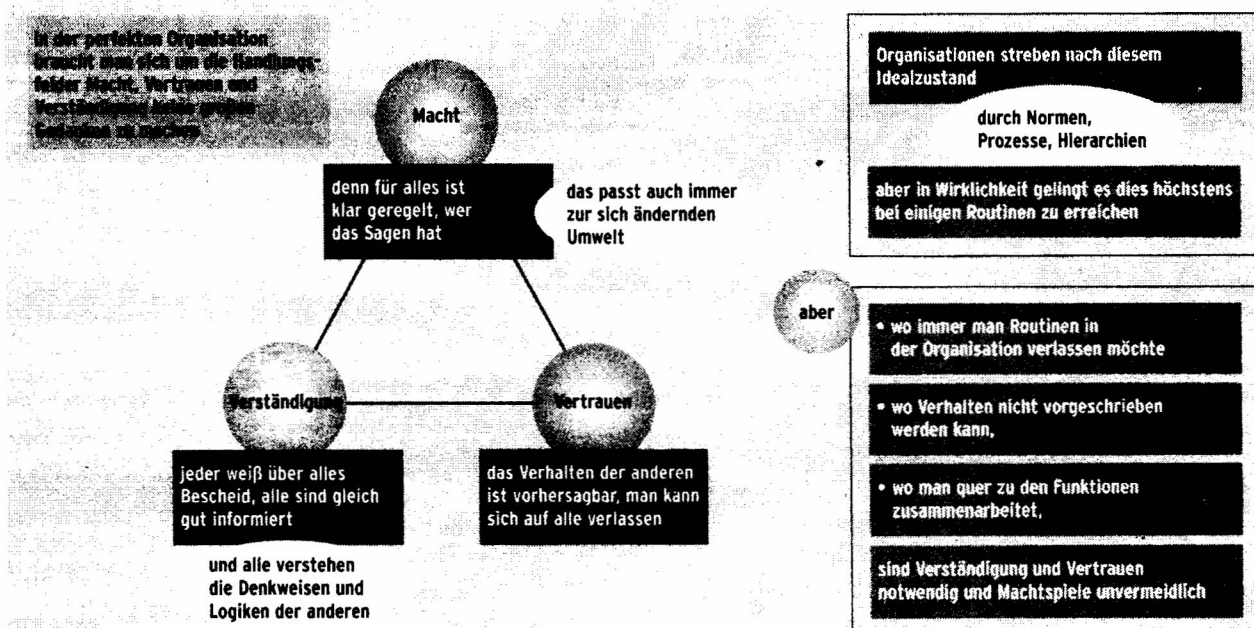 In der perfekten Organisation
braucht man sich um die Handlungs-
felder Macht, Vertrauen und
Verständigung keine großen
Gedanken zu machen
Macht
denn für alles ist
klar geregelt, wer
das Sagen hat
das passt auch immer
zur sich ändernden
Umwelt
Verständigung
jeder weiß über alles
Bescheid, alle sind gleich
gut informiert
und alle verstehen
die Denkweisen und
Logiken der anderen
Vertrauen
das Verhalten der anderen
ist vorhersagbar, man kann
sich auf alle verlassen
Organisationen streben nach diesem
Idealzustand
durch Normen,
Prozesse, Hierarchien
aber in Wirklichkeit gelingt es dies höchstens
bei einigen Routinen zu erreichen
aber
• wo immer man Routinen in
der Organisation verlassen möchte
• wo Verhalten nicht vorgeschrieben
werden kann,
• wo man quer zu den Funktionen
zusammenarbeitet,
sind Verständigung und Vertrauen
notwendig und Machtspiele unvermeidlich